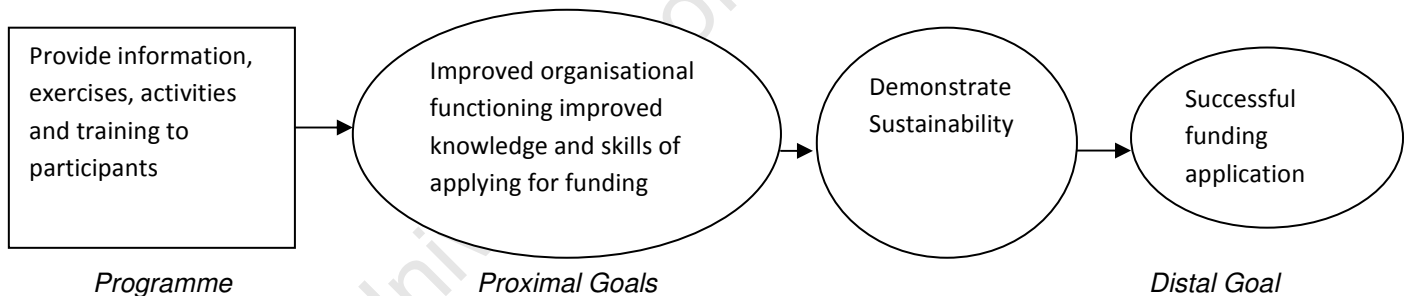 Provide information,
exercises, activities
and training to
participants
Improved organisational
functioning improved
knowledge and skills of
applying for funding
Demonstrate
Sustainability
Successful
funding
application
Programme
Proximal Goals
Distal Goal